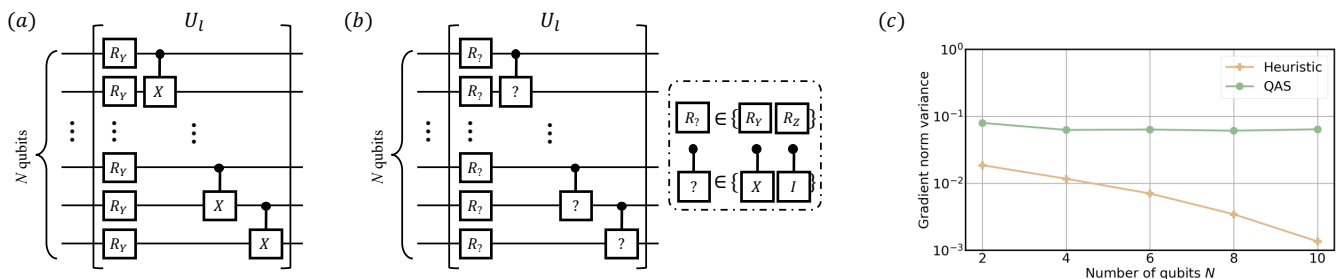 (a)
U_l
N qubits
R_Y
X
R_Y
⋮ ⋮ ⋮
R_Y
X
R_Y
X
R_Y
(b)
U_l
N qubits
R_?
?
R_?
⋮ ⋮ ⋮
R_?
?
R_?
?
R_?
R_? ∈ { R_Y R_Z }
? ∈ { X I }
(c)
Gradient norm variance
10^0
10^-1
10^-2
10^-3
Heuristic
QAS
2 4 6 8 10
Number of qubits N